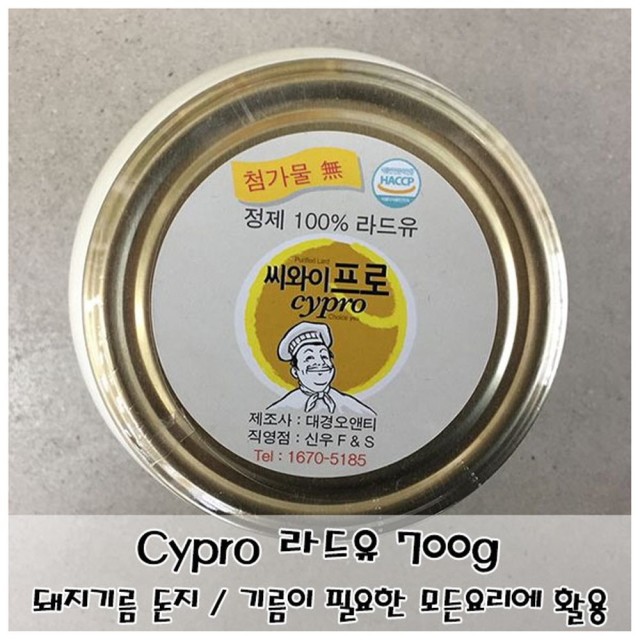 첨가물 無
HACCP
정제 100% 라드유
Purified Lard
씨와이프로
cypro
Choice you
제조사 : 대경오앤티
직영점 : 신우 F & S
Tel : 1670-5185
Cypro 라드유 700g
돼지기름 돈지 / 기름이 필요한 모든요리에 활용